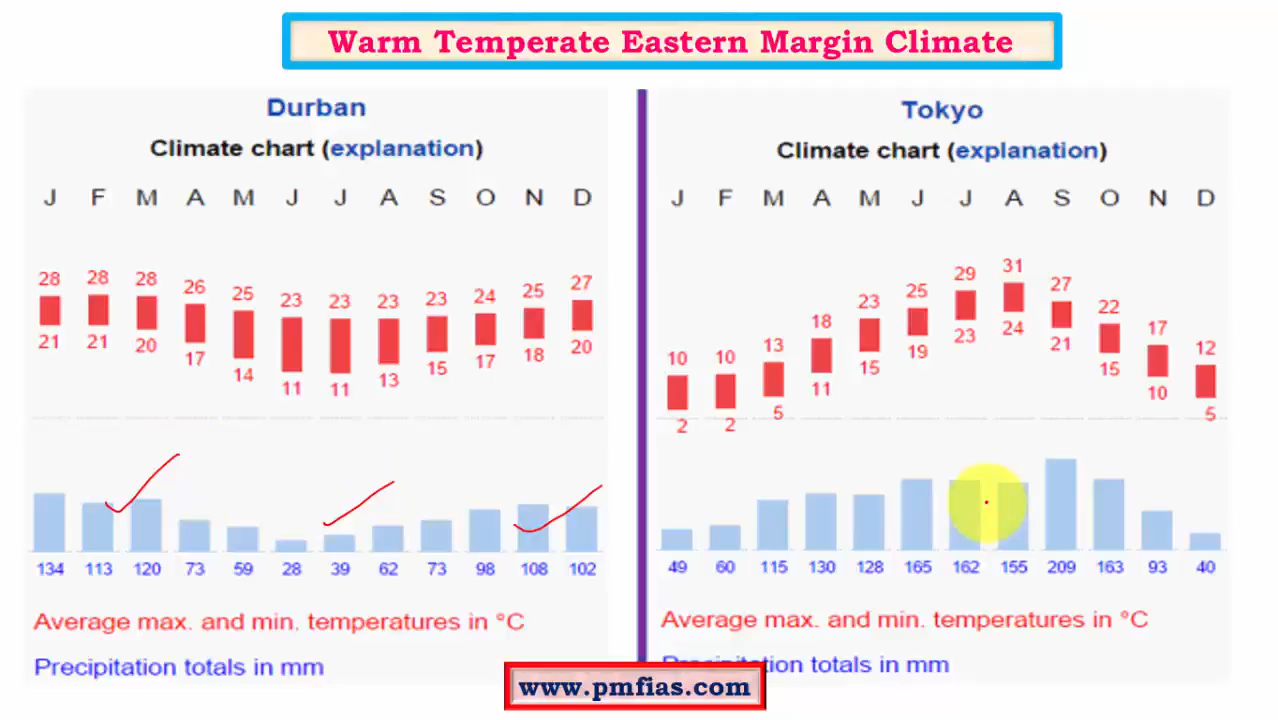 Warm Temperate Eastern Margin Climate
Durban
Climate chart (explanation)
J F M A M J J A S O N D
28 28 28 26 25 23 23 23 23 24 25 27
21 21 20 17 14 11 11 13 15 17 18 20
134 113 120 73 59 28 39 62 73 98 108 102
Average max. and min. temperatures in °C
Precipitation totals in mm
Tokyo
Climate chart (explanation)
J F M A M J J A S O N D
10 10 13 18 23 25 29 31 27 22 17 12
2 2 5 11 15 19 23 24 21 15 10 5
49 60 115 130 128 165 162 155 209 163 93 40
Average max. and min. temperatures in °C
Precipitation totals in mm
www.pmfias.com